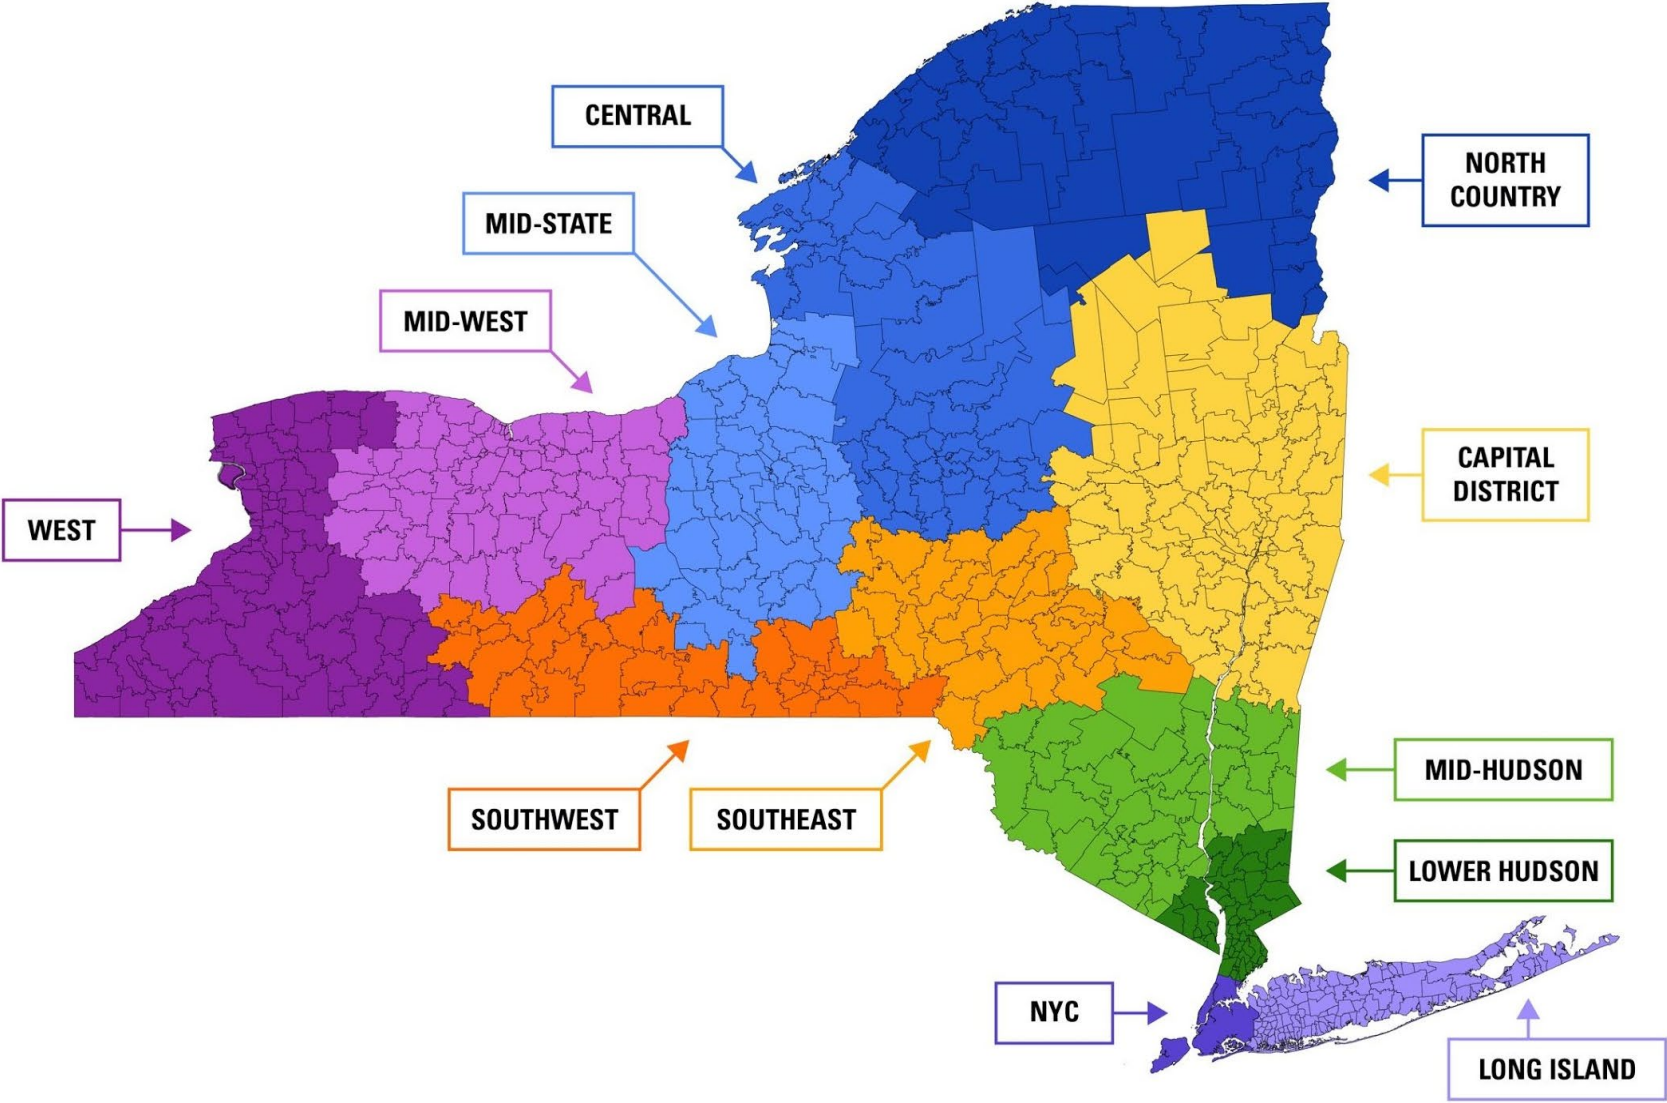 CENTRAL
NORTH
COUNTRY
MID-STATE
MID-WEST
CAPITAL
DISTRICT
WEST
MID-HUDSON
SOUTHWEST
SOUTHEAST
LOWER HUDSON
NYC
LONG ISLAND